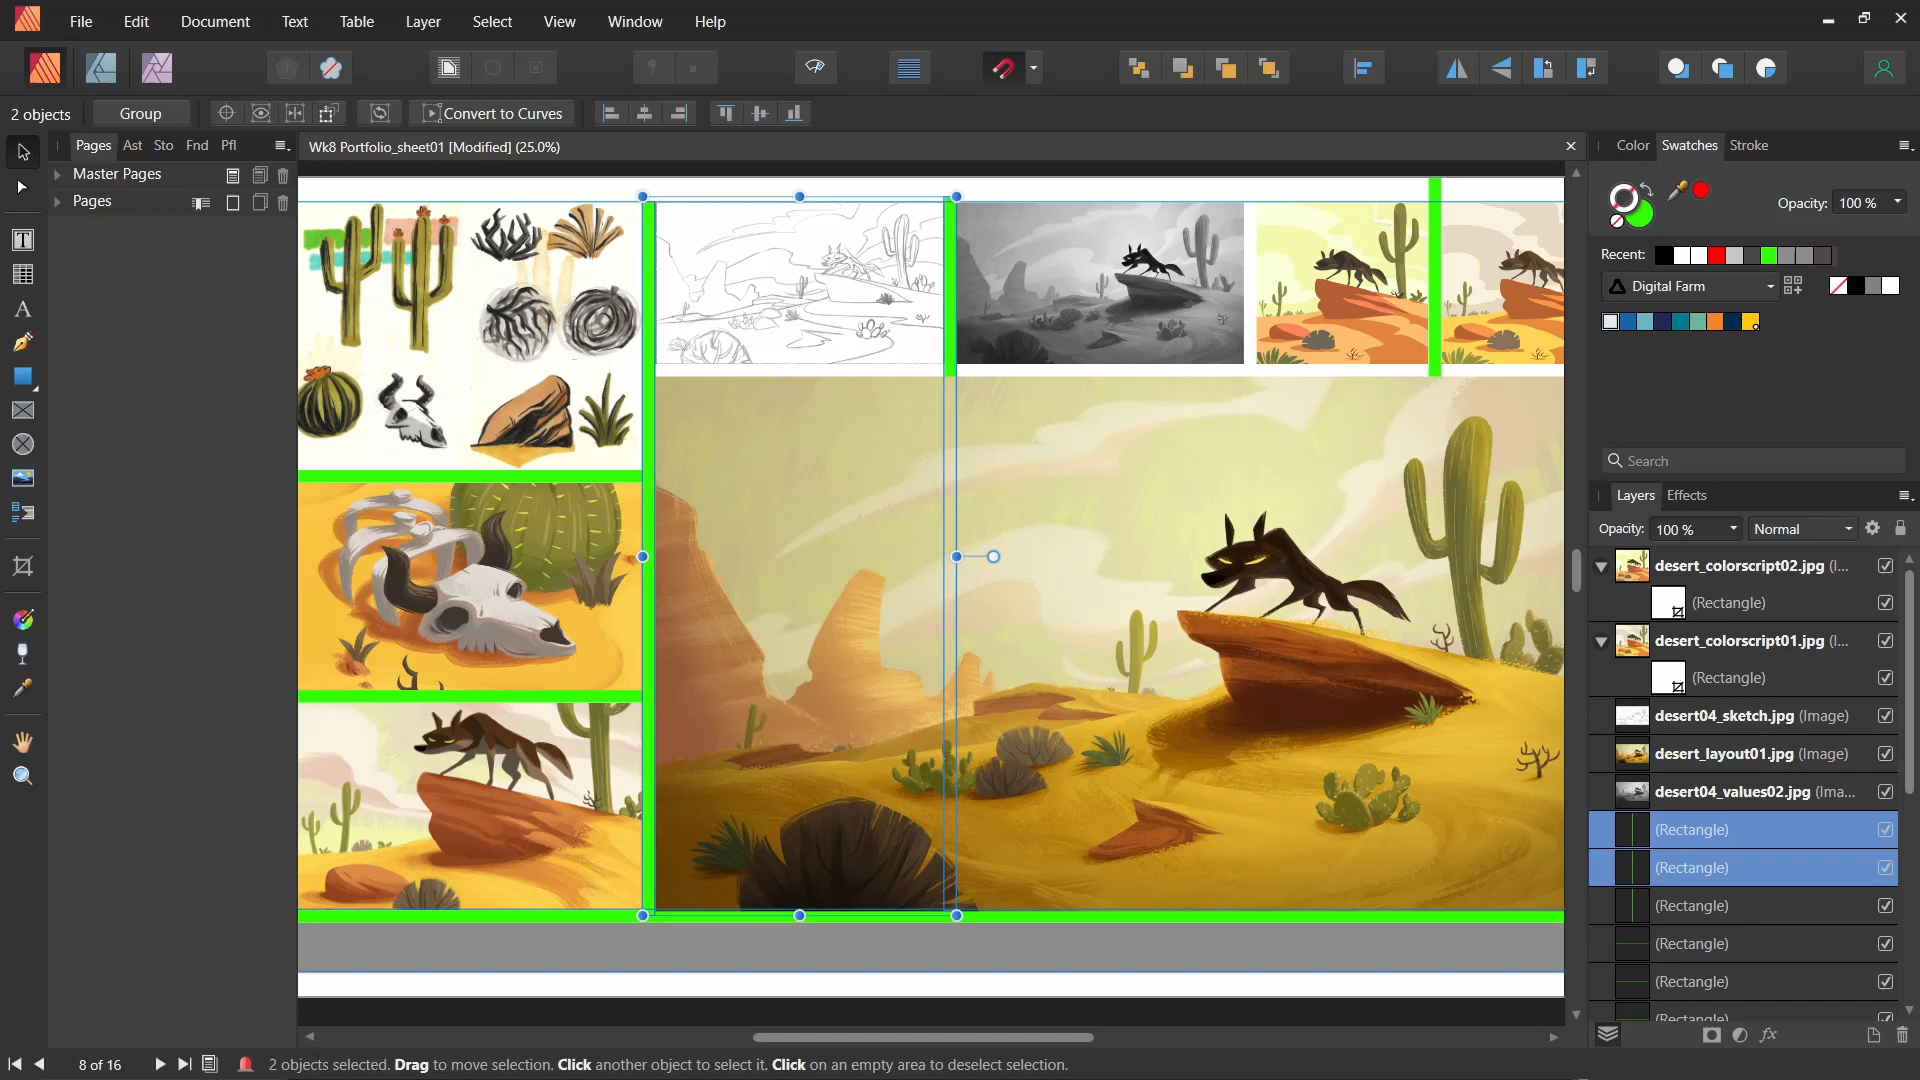 File Edit Document Text Table Layer Select View Window Help
2 objects Group Convert to Curves
Pages Ast Sto Fnd Pfl
Master Pages
Pages
Wk8 Portfolio_sheet01 [Modified] (25.0%)
Color Swatches Stroke
Opacity: 100 %
Recent:
Digital Farm
Search
Layers Effects
Opacity: 100 % Normal
desert_colorscript02.jpg (I...
(Rectangle)
desert_colorscript01.jpg (I...
(Rectangle)
desert04_sketch.jpg (Image)
desert_layout01.jpg (Image)
desert04_values02.jpg (Ima...
(Rectangle)
(Rectangle)
(Rectangle)
(Rectangle)
(Rectangle)
(Rectangle)
fx
8 of 16 2 objects selected. Drag to move selection. Click another object to select it. Click on an empty area to deselect selection.